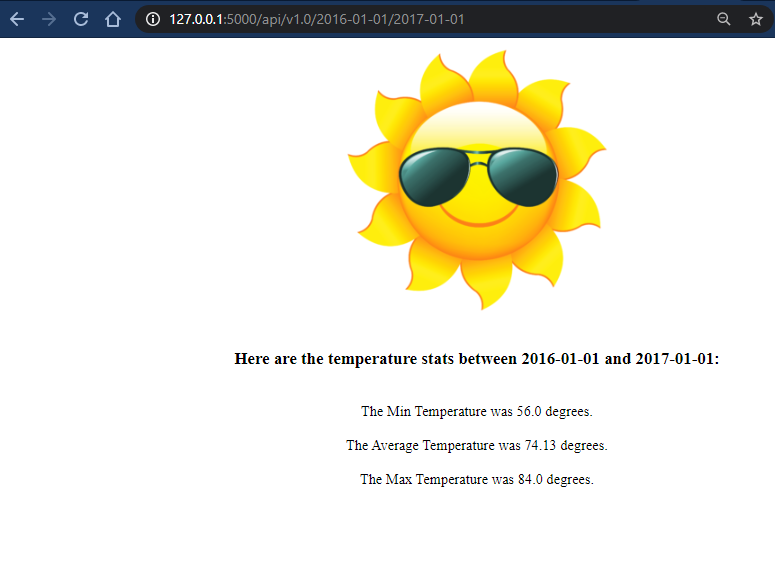 127.0.0.1:5000/api/v1.0/2016-01-01/2017-01-01
Here are the temperature stats between 2016-01-01 and 2017-01-01:
The Min Temperature was 56.0 degrees.
The Average Temperature was 74.13 degrees.
The Max Temperature was 84.0 degrees.